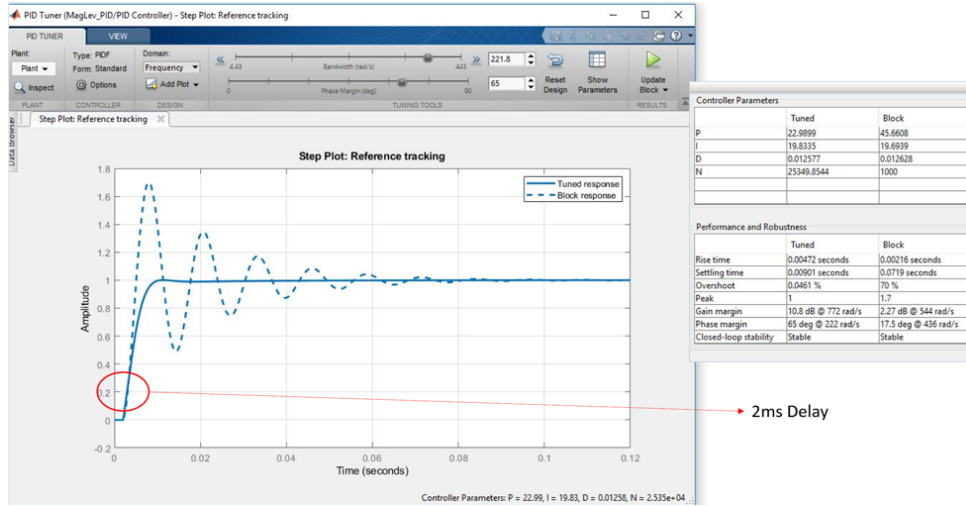 PID Tuner (MagLev_PID/PID Controller) - Step Plot: Reference tracking
PID TUNER VIEW
Plant: Type: PIDF Domain:
Plant Form: Standard Frequency
Inspect Options Add Plot
4.43 Bandwidth (rad/s) 443 221.8
0 Phase Margin (deg) 90 65
Reset Design
Show Parameters
Update Block
PLANT CONTROLLER DESIGN TUNING TOOLS RESULTS
Data Browser
Step Plot: Reference tracking
Step Plot: Reference tracking
Tuned response
Block response
Amplitude
1.8
1.6
1.4
1.2
1
0.8
0.6
0.4
0.2
0
-0.2
0 0.02 0.04 0.06 0.08 0.1 0.12
Time (seconds)
Controller Parameters: P = 22.99, I = 19.83, D = 0.01258, N = 2.535e+04
Controller Parameters
Tuned Block
P 22.9899 45.6608
I 19.8335 19.6939
D 0.012577 0.012628
N 25349.8544 1000
Performance and Robustness
Tuned Block
Rise time 0.00472 seconds 0.00216 seconds
Settling time 0.00901 seconds 0.0719 seconds
Overshoot 0.0461 % 70 %
Peak 1 1.7
Gain margin 10.8 dB @ 772 rad/s 2.27 dB @ 544 rad/s
Phase margin 65 deg @ 222 rad/s 17.5 deg @ 436 rad/s
Closed-loop stability Stable Stable
2ms Delay